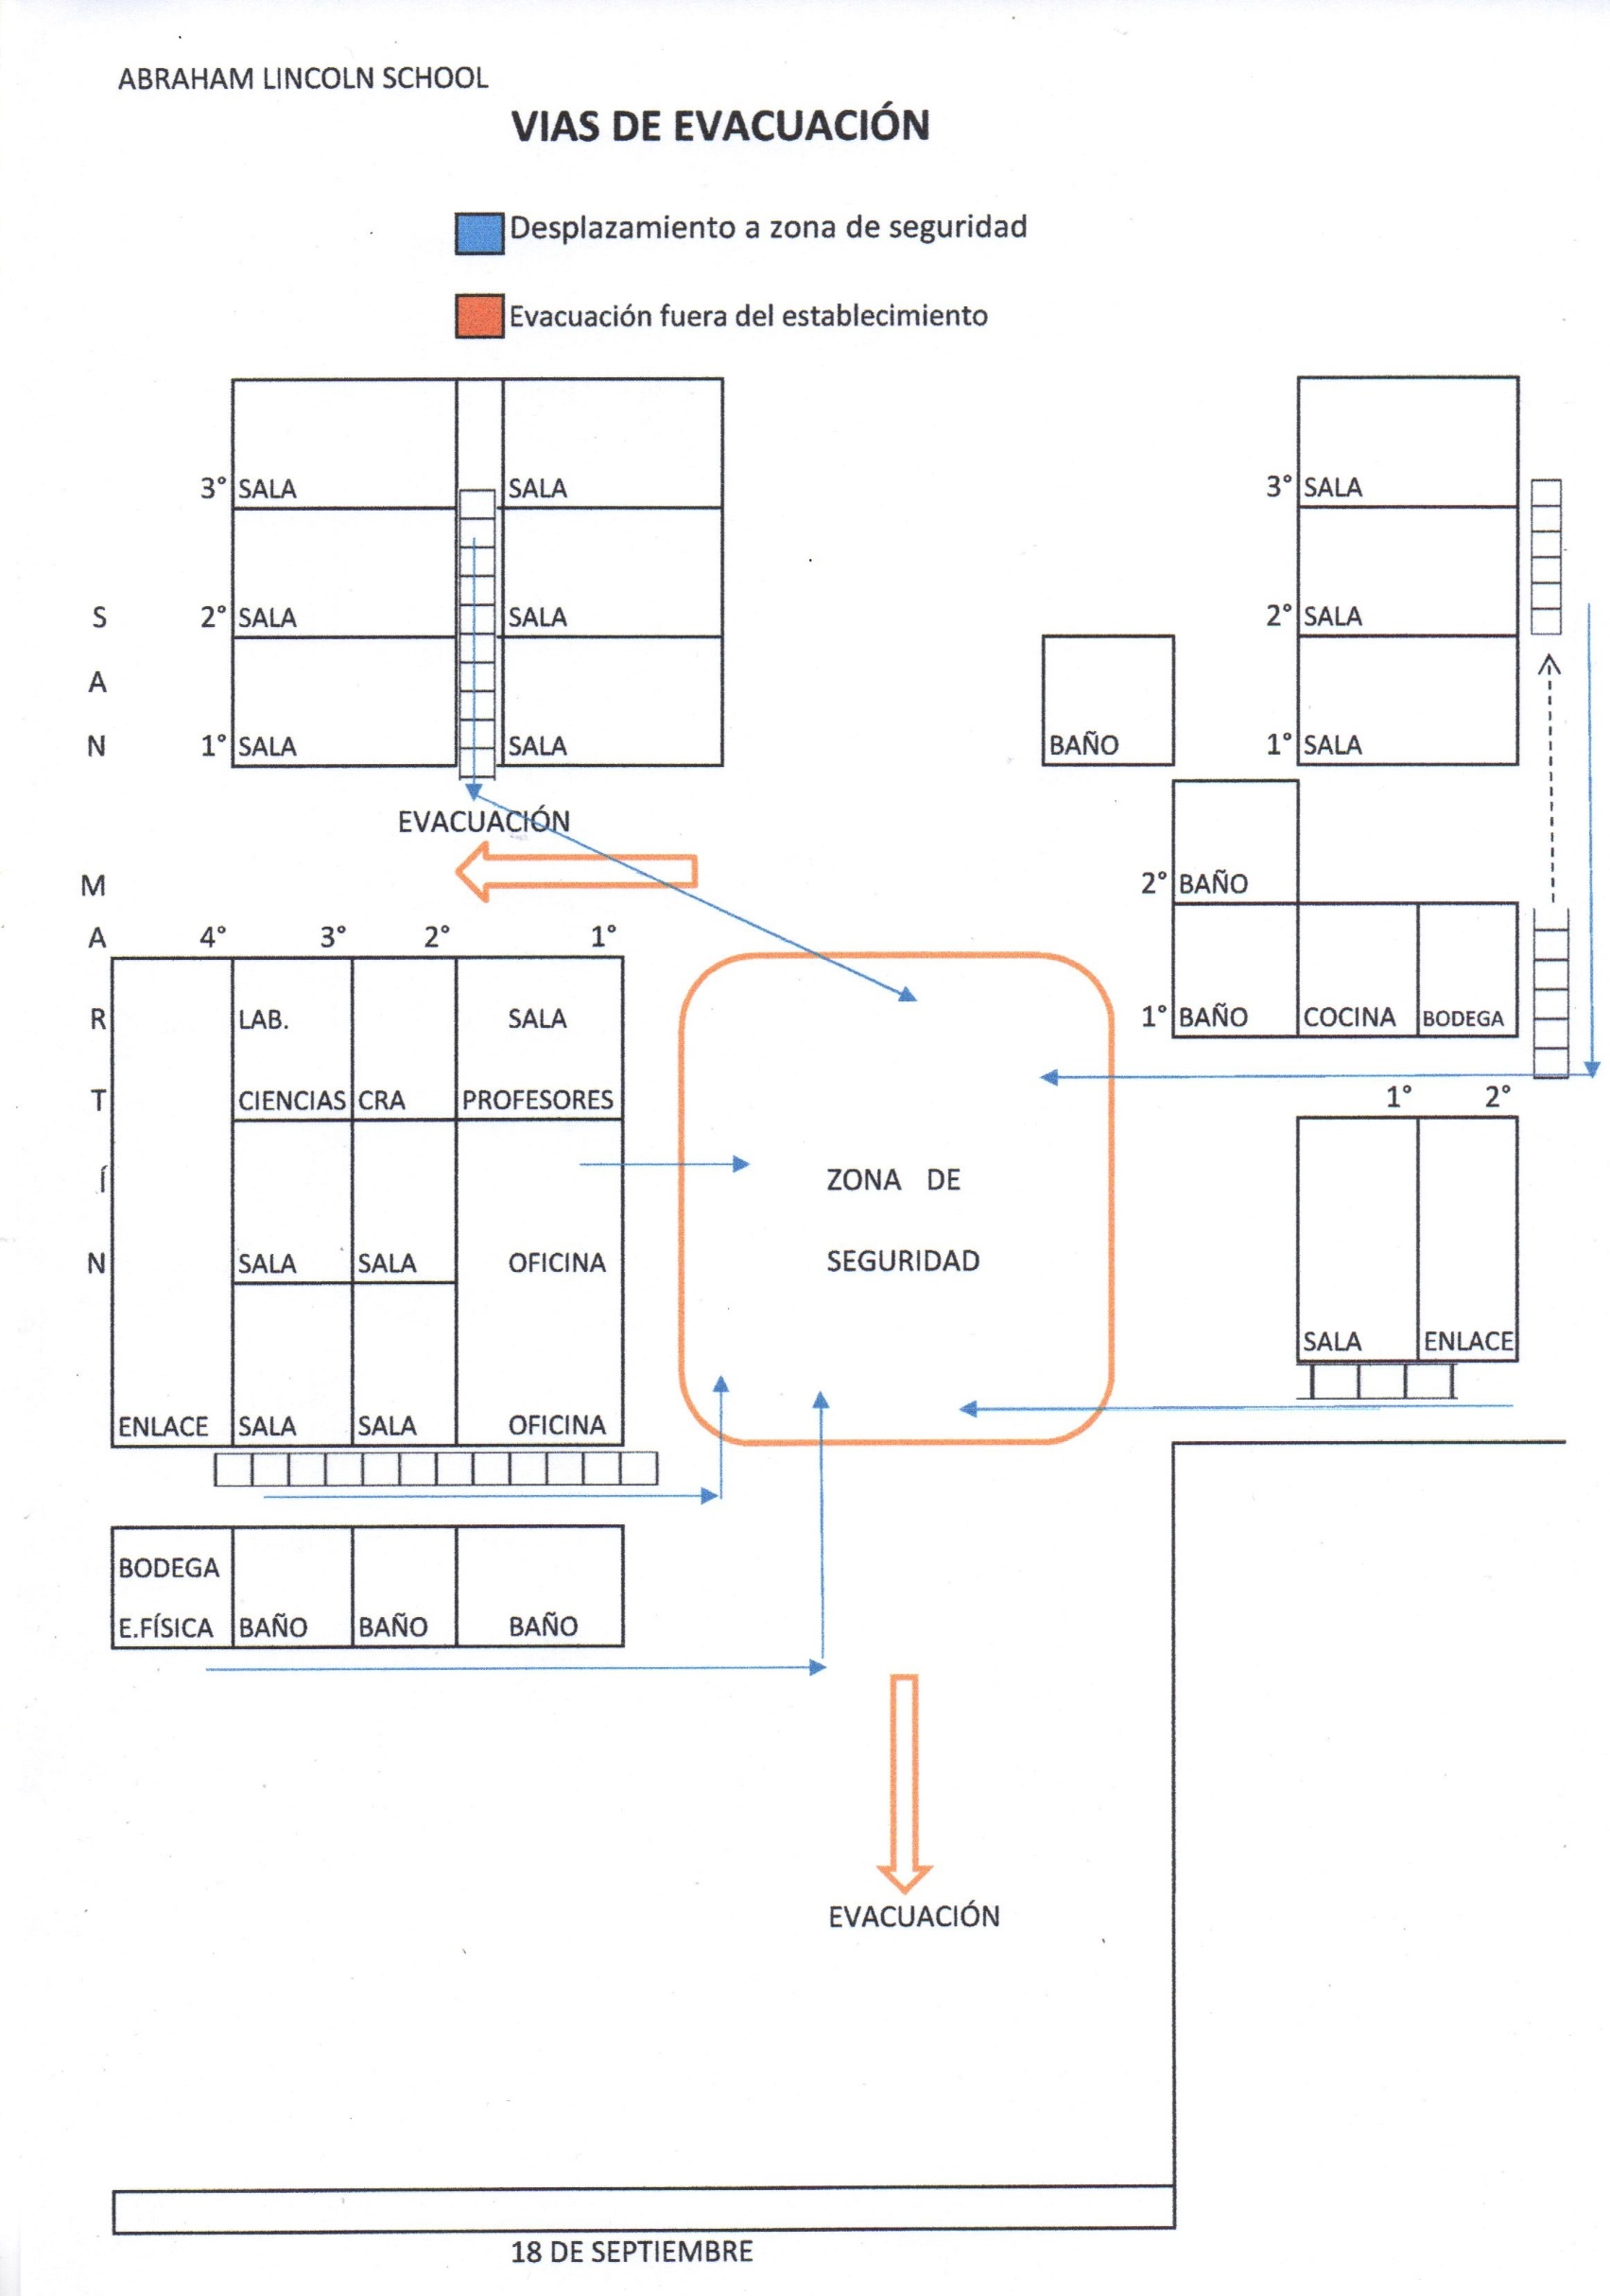 ABRAHAM LINCOLN SCHOOL
VIAS DE EVACUACIÓN
Desplazamiento a zona de seguridad
Evacuación fuera del establecimiento
3° SALA SALA
2° SALA SALA
1° SALA SALA
3° SALA
2° SALA
1° SALA
BAÑO
SAN MARTÍN
EVACUACIÓN
2° BAÑO
1° BAÑO COCINA BODEGA
4° 3° 2° 1°
LAB. SALA
CIENCIAS CRA PROFESORES
SALA SALA OFICINA
ENLACE SALA SALA OFICINA
ZONA DE
SEGURIDAD
1° 2°
SALA ENLACE
BODEGA
E.FÍSICA BAÑO BAÑO BAÑO
EVACUACIÓN
18 DE SEPTIEMBRE